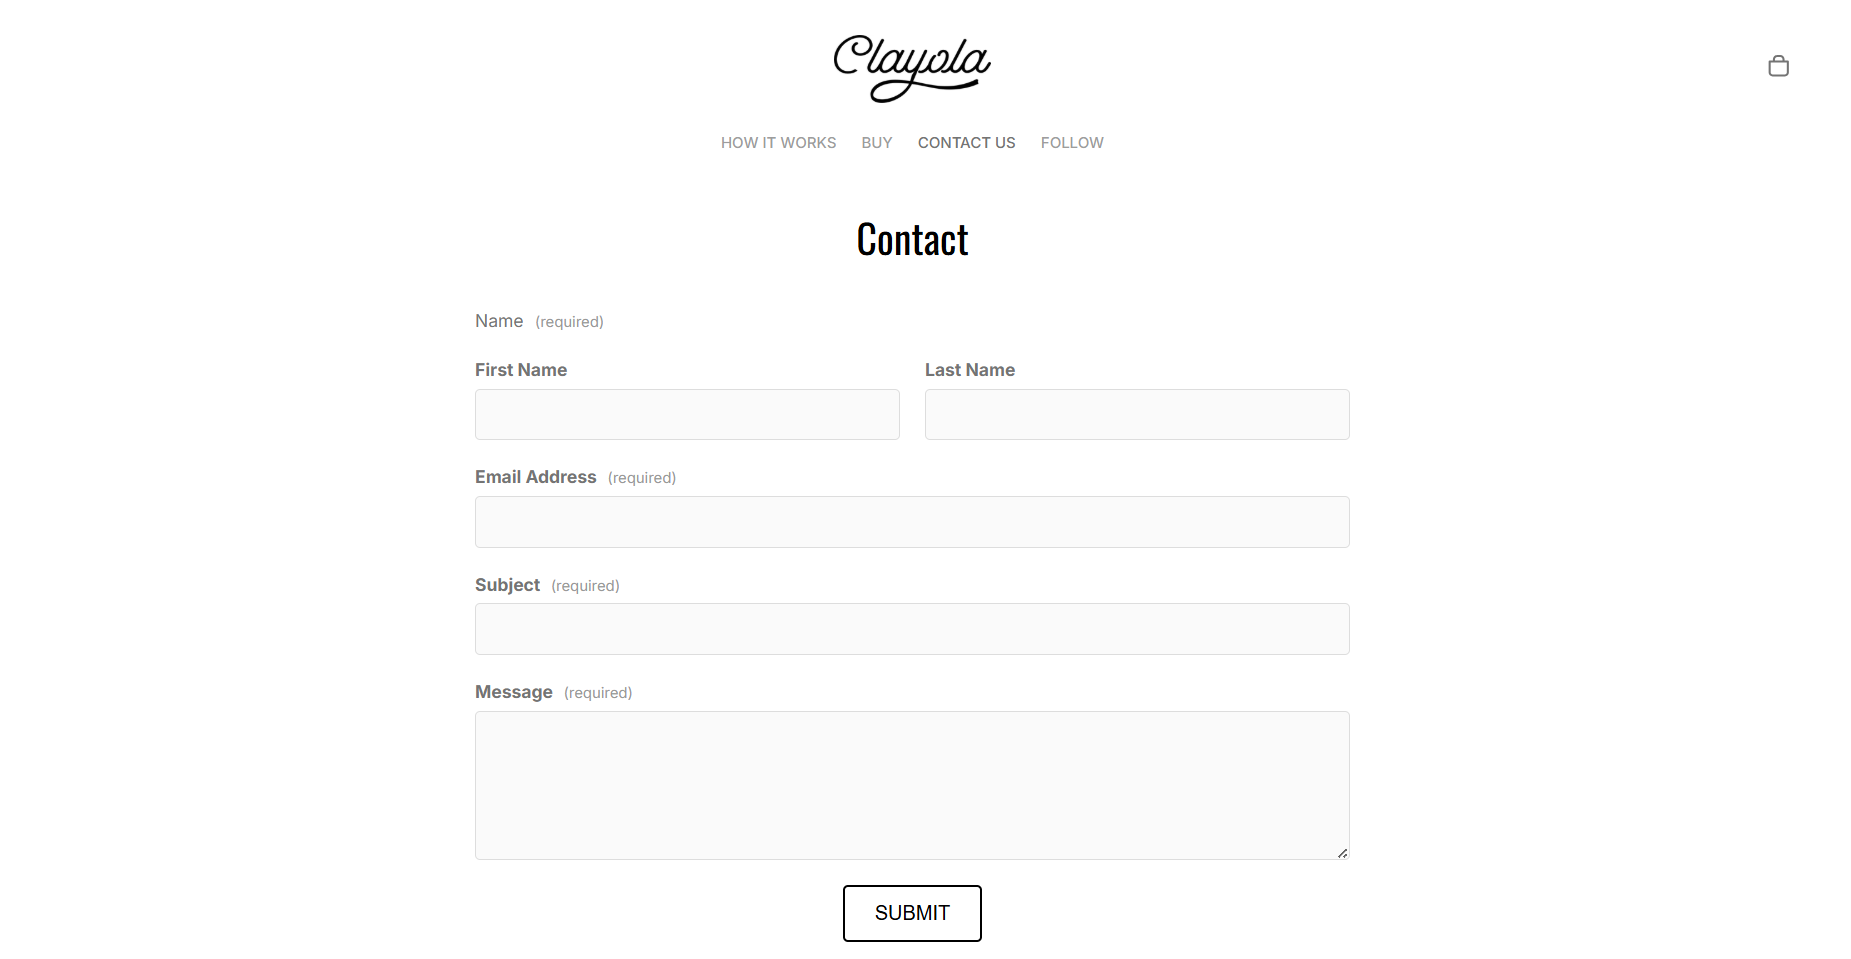 Clayola
HOW IT WORKS BUY CONTACT US FOLLOW
Contact
Name (required)
First Name Last Name
Email Address (required)
Subject (required)
Message (required)
SUBMIT